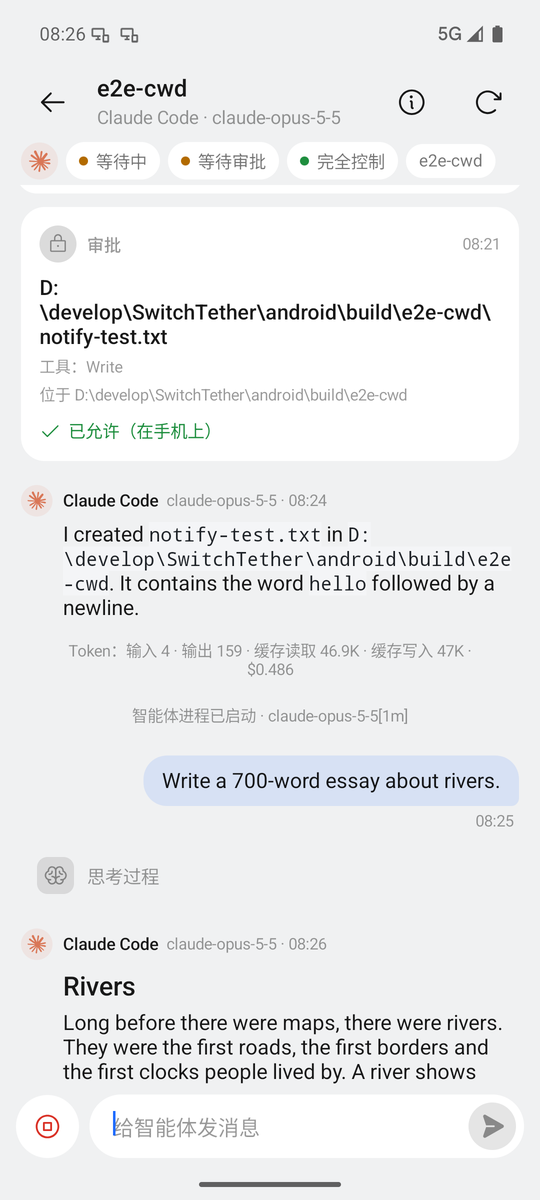 08:26
5G
e2e-cwd
Claude Code · claude-opus-5-5
等待中
等待审批
完全控制
e2e-cwd
审批
08:21
D:
\develop\SwitchTether\android\build\e2e-cwd\
notify-test.txt
工具：Write
位于 D:\develop\SwitchTether\android\build\e2e-cwd
已允许（在手机上）
Claude Code claude-opus-5-5 · 08:24
I created notify-test.txt in D:
\develop\SwitchTether\android\build\e2e
-cwd. It contains the word hello followed by a
newline.
Token：输入 4 · 输出 159 · 缓存读取 46.9K · 缓存写入 47K ·
$0.486
智能体进程已启动 · claude-opus-5-5[1m]
Write a 700-word essay about rivers.
08:25
思考过程
Claude Code claude-opus-5-5 · 08:26
Rivers
Long before there were maps, there were rivers.
They were the first roads, the first borders and
the first clocks people lived by. A river shows
给智能体发消息